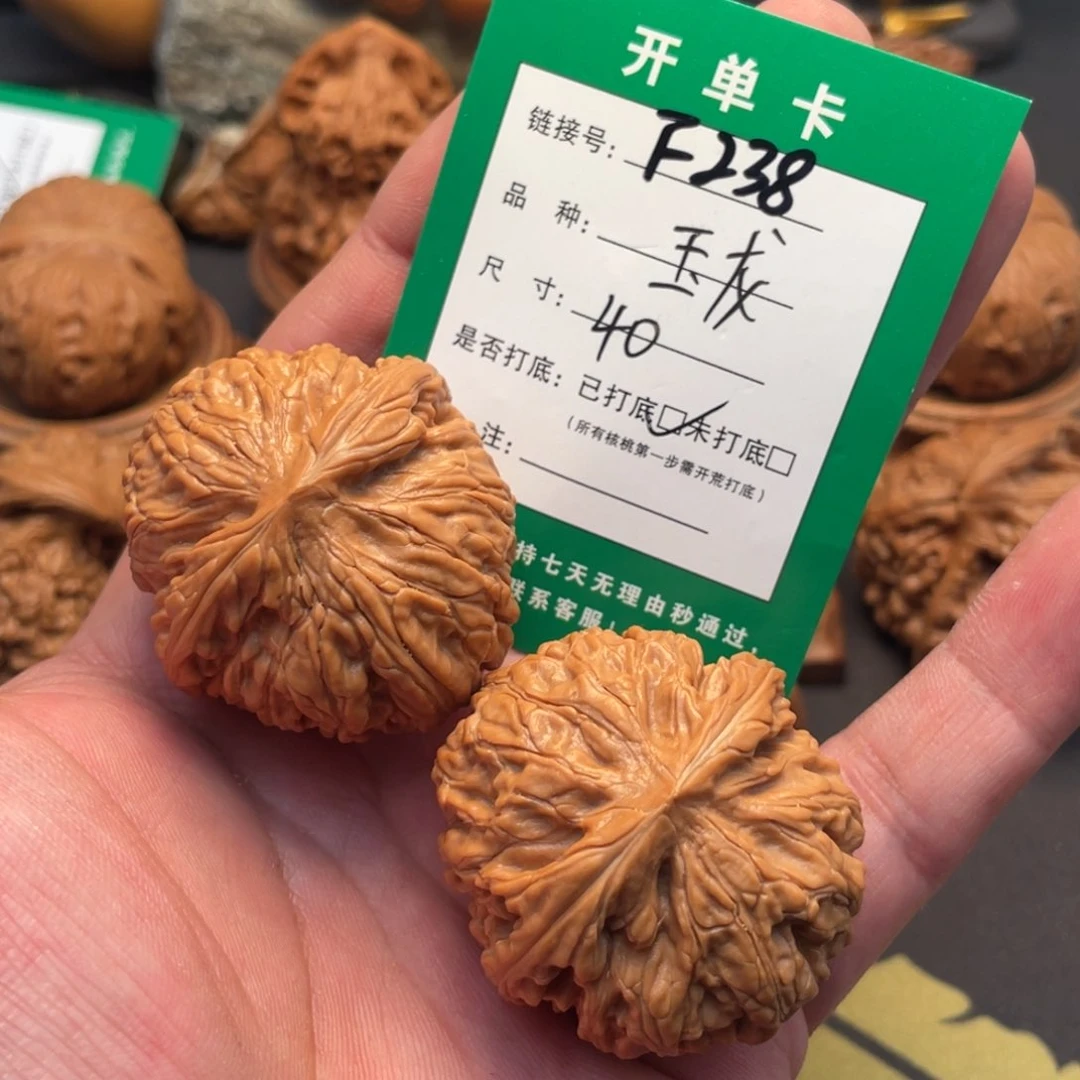 开单卡
链接号: F238
品 种: 玉龙
尺 寸: 40
是否打底: 已打底□✓未打底□
(所有核桃第一步需开荒打底)
注:
持七天无理由秒通过,
联系客服!